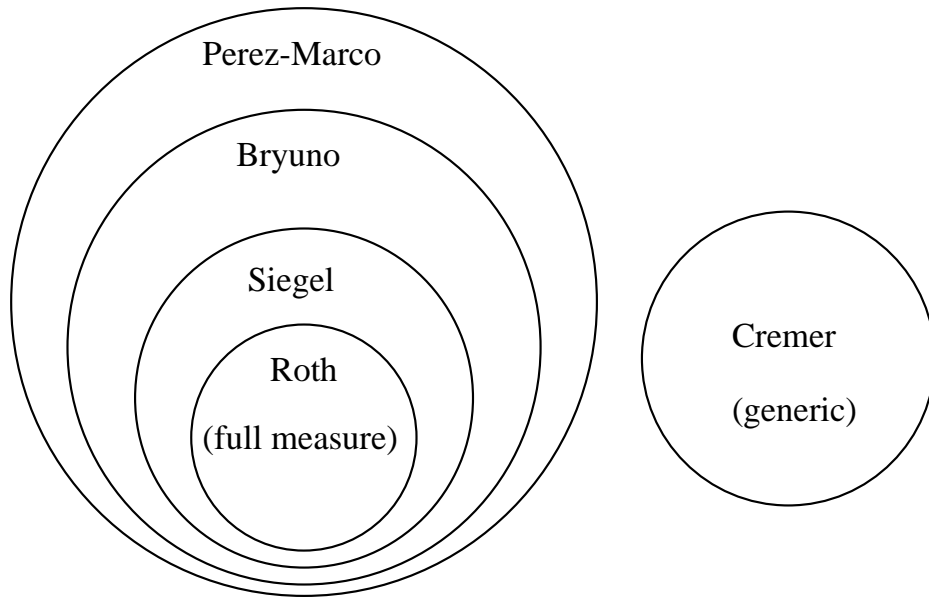 Perez-Marco
Bryuno
Siegel
Roth
(full measure)
Cremer
(generic)